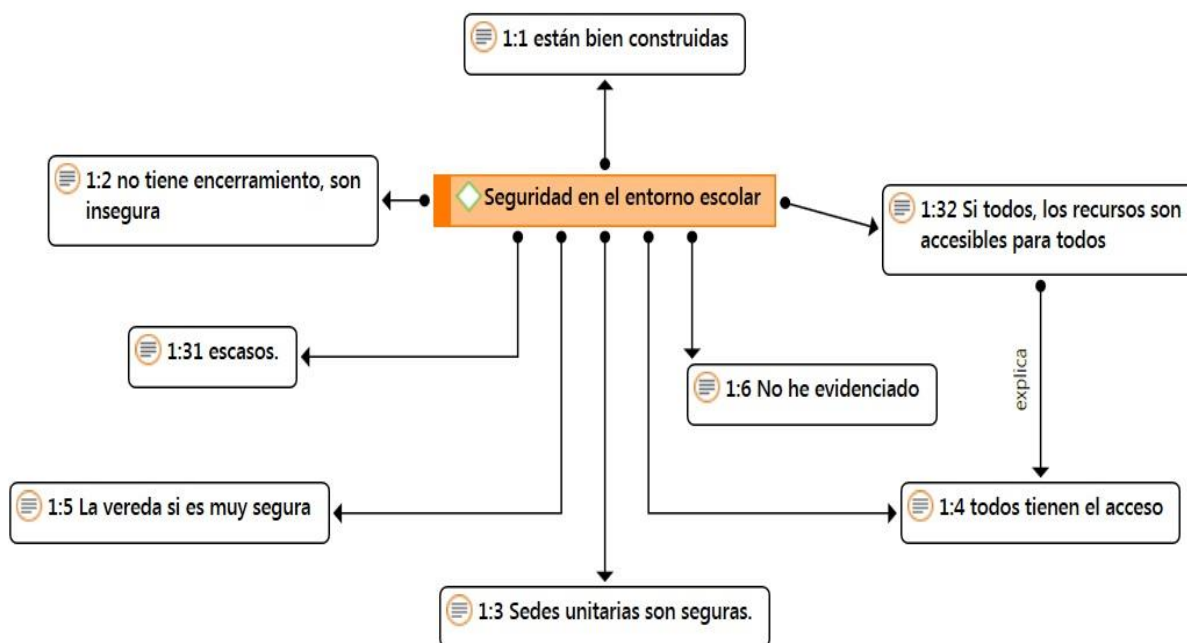 1:1 están bien construidas
1:2 no tiene encerramiento, son
insegura
Seguridad en el entorno escolar
1:32 Si todos, los recursos son
accesibles para todos
1:31 escasos.
1:6 No he evidenciado
explica
1:5 La vereda si es muy segura
1:4 todos tienen el acceso
1:3 Sedes unitarias son seguras.